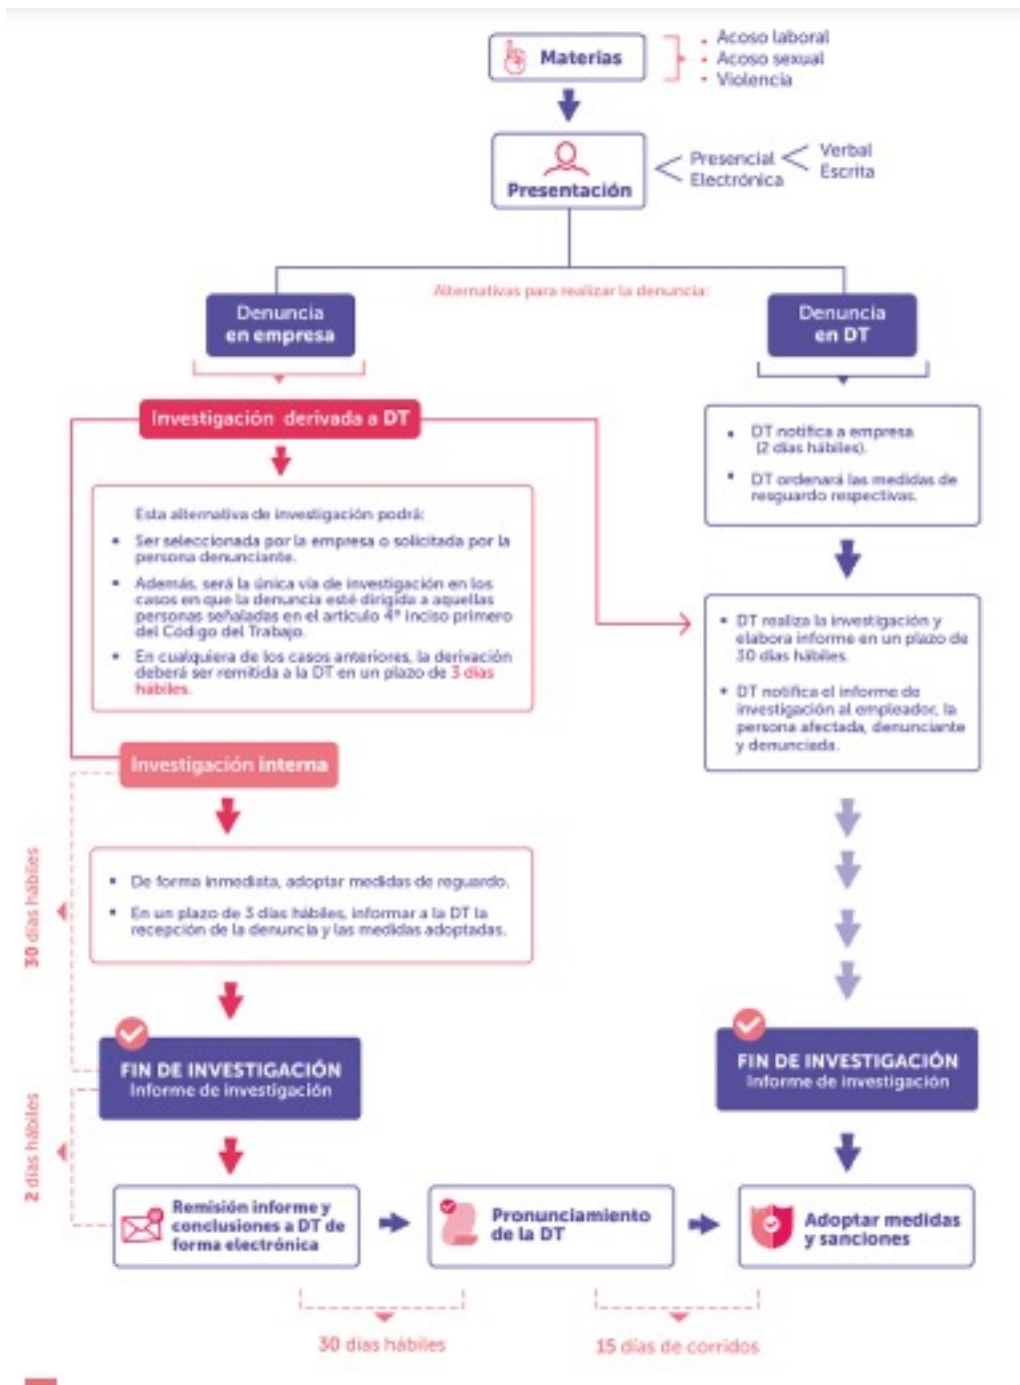 Materias
• Acoso laboral
• Acoso sexual
• Violencia
Presentación
Presencial
Electrónica
Verbal
Escrita
Alternativas para realizar la denuncia:
Denuncia
en empresa
Denuncia
en DT
Investigación derivada a DT
Esta alternativa de investigación podrá:
• Ser seleccionada por la empresa o solicitada por la
persona denunciante.
• Además, será la única vía de investigación en los
casos en que la denuncia esté dirigida a aquellas
personas señaladas en el artículo 4º inciso primero
del Código del Trabajo.
• En cualquiera de los casos anteriores, la derivación
deberá ser remitida a la DT en un plazo de 3 días
hábiles.
• DT notifica a empresa
(2 días hábiles).
• DT ordenará las medidas de
resguardo respectivas.
• DT realiza la investigación y
elabora informe en un plazo de
30 días hábiles.
• DT notifica el informe de
investigación al empleador, la
persona afectada, denunciante
y denunciada.
Investigación interna
• De forma inmediata, adoptar medidas de reguardo.
• En un plazo de 3 días hábiles, informar a la DT la
recepción de la denuncia y las medidas adoptadas.
30 días hábiles
FIN DE INVESTIGACIÓN
Informe de investigación
FIN DE INVESTIGACIÓN
Informe de investigación
2 días hábiles
Remisión informe y
conclusiones a DT de
forma electrónica
Pronunciamiento
de la DT
Adoptar medidas
y sanciones
30 días hábiles
15 días de corridos